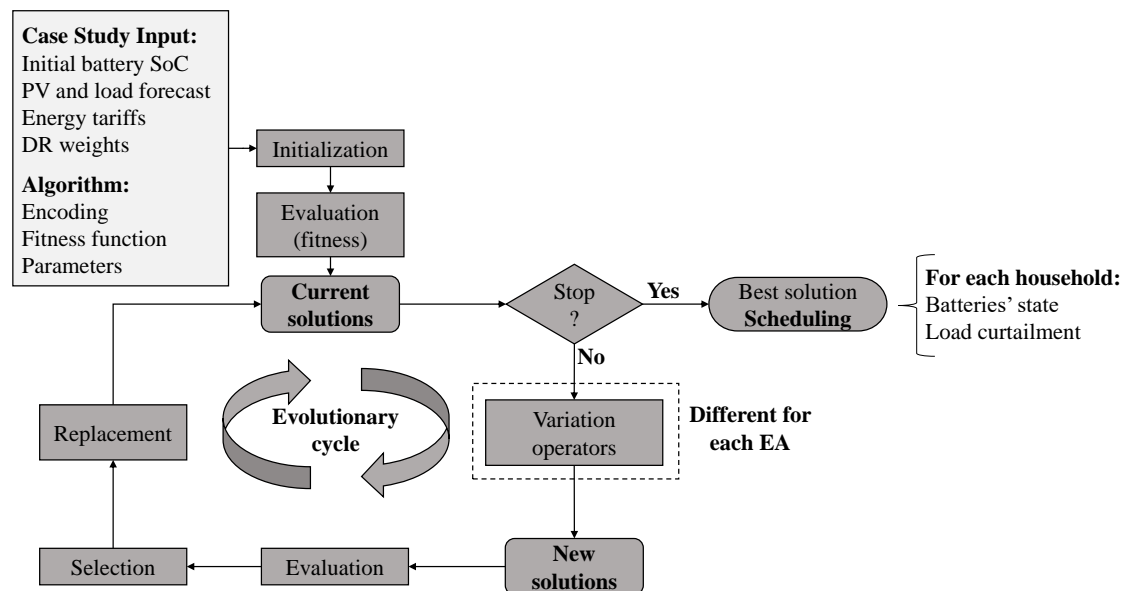 Case Study Input:
Initial battery SoC
PV and load forecast
Energy tariffs
DR weights
Algorithm:
Encoding
Fitness function
Parameters
Initialization
Evaluation
(fitness)
Current
solutions
Stop
?
Yes
No
Best solution
Scheduling
For each household:
Batteries’ state
Load curtailment
Variation
operators
Different for
each EA
New
solutions
Evaluation
Selection
Replacement
Evolutionary
cycle